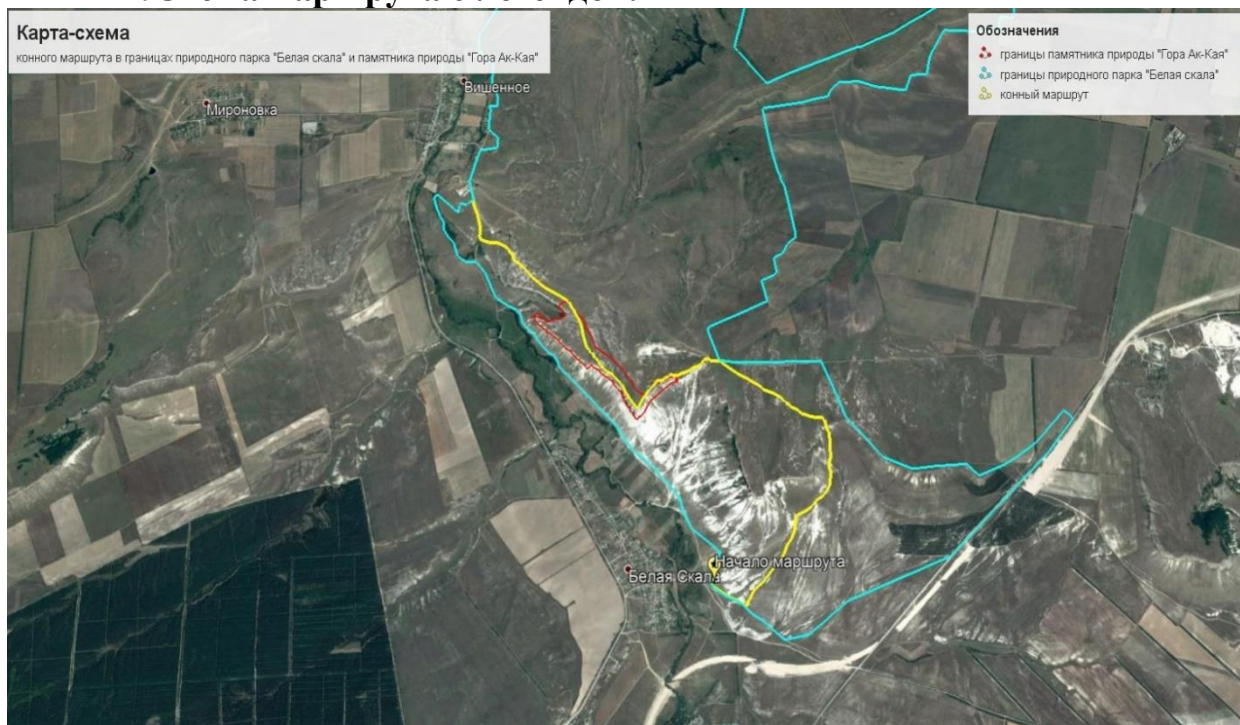 Карта-схема
конного маршрута в границах природного парка "Белая скала" и памятника природы "Гора Ак-Кая"
Обозначения
границы памятника природы "Гора Ак-Кая"
границы природного парка "Белая скала"
конный маршрут
Вишенное
Мироновка
Начало маршрута
Белая Скала